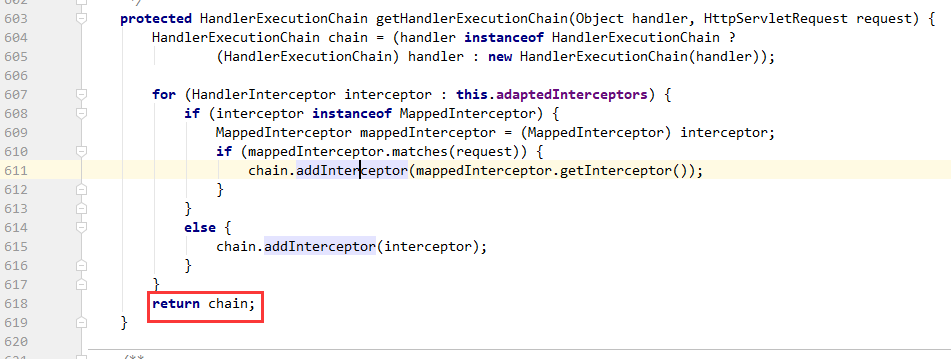 602 */
603 protected HandlerExecutionChain getHandlerExecutionChain(Object handler, HttpServletRequest request) {
604 HandlerExecutionChain chain = (handler instanceof HandlerExecutionChain ?
605 (HandlerExecutionChain) handler : new HandlerExecutionChain(handler));
606
607 for (HandlerInterceptor interceptor : this.adaptedInterceptors) {
608 if (interceptor instanceof MappedInterceptor) {
609 MappedInterceptor mappedInterceptor = (MappedInterceptor) interceptor;
610 if (mappedInterceptor.matches(request)) {
611 chain.addInterceptor(mappedInterceptor.getInterceptor());
612 }
613 }
614 else {
615 chain.addInterceptor(interceptor);
616 }
617 }
618 return chain;
619 }
620
621 /**